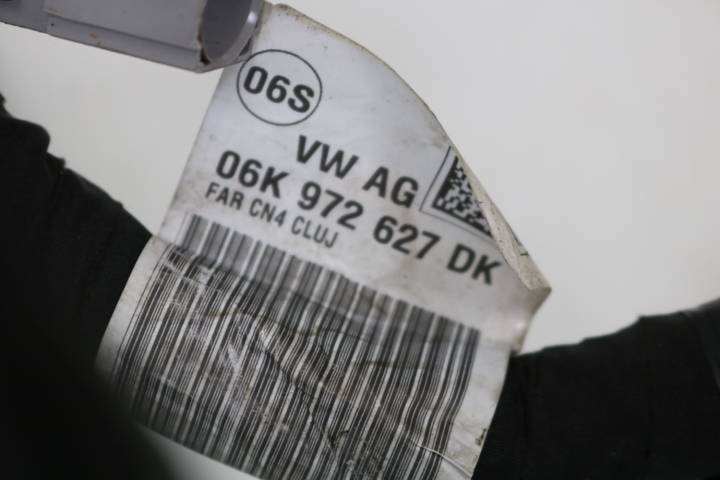 06S
VW AG
06K 972 627 DK
FAR CN4 CLUJ